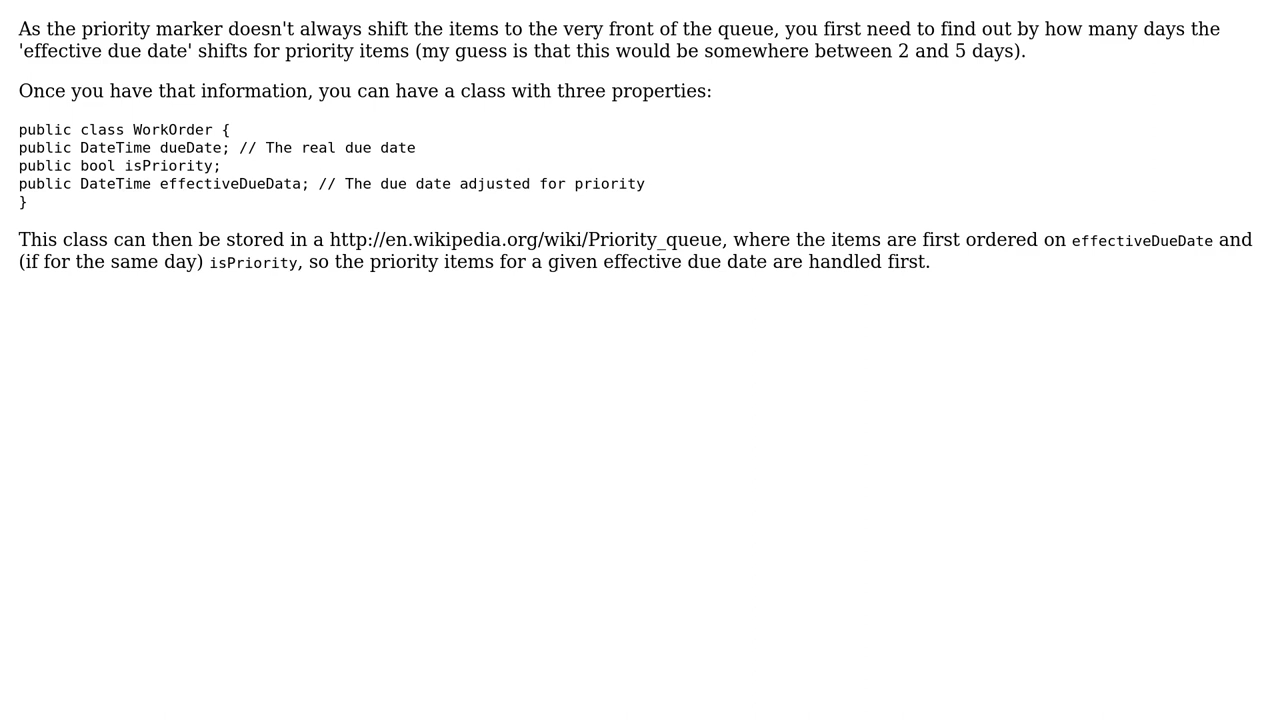 As the priority marker doesn't always shift the items to the very front of the queue, you first need to find out by how many days the
'effective due date' shifts for priority items (my guess is that this would be somewhere between 2 and 5 days).
Once you have that information, you can have a class with three properties:
public class WorkOrder {
public DateTime dueDate; // The real due date
public bool isPriority;
public DateTime effectiveDueData; // The due date adjusted for priority
}
This class can then be stored in a http://en.wikipedia.org/wiki/Priority_queue, where the items are first ordered on effectiveDueDate and
(if for the same day) isPriority, so the priority items for a given effective due date are handled first.